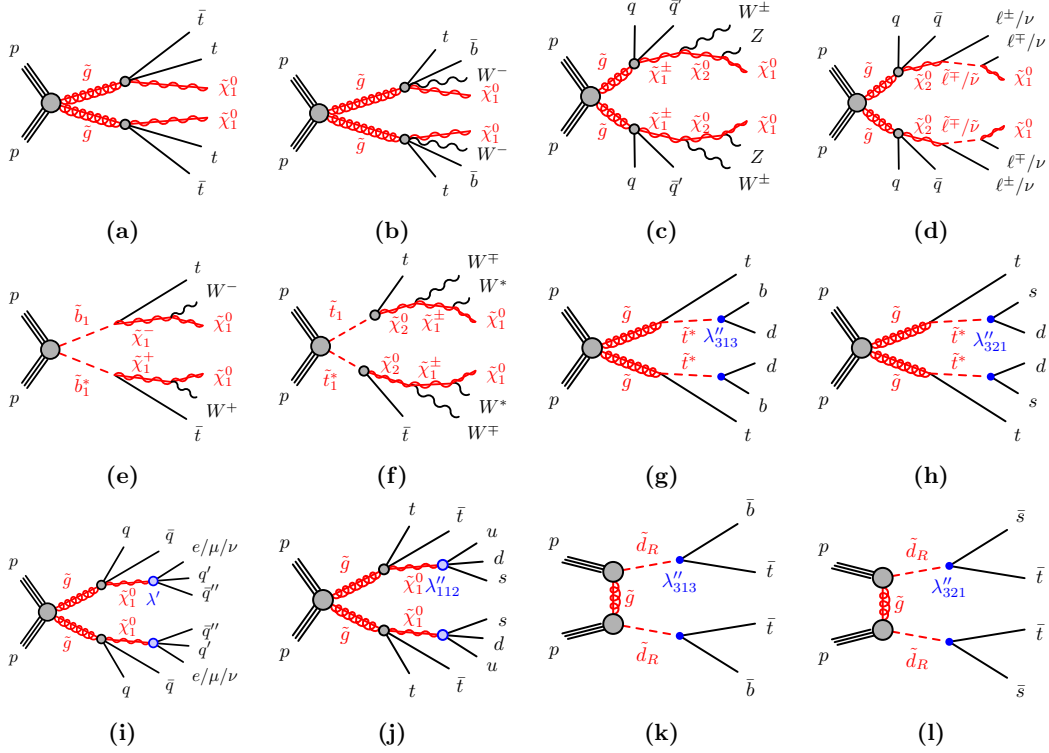 p
p
g̃
g̃
t̄
t
χ̃₁⁰
χ̃₁⁰
t
t̄
(a)
p
p
g̃
g̃
t
b̄
W⁻
χ̃₁⁰
χ̃₁⁰
W⁻
b̄
t
(b)
p
p
g̃
g̃
q
q̄′
χ̃₁±
χ̃₂⁰
W±
Z
χ̃₁⁰
χ̃₁±
χ̃₂⁰
χ̃₁⁰
Z
W±
q
q̄′
(c)
p
p
g̃
g̃
q
q̄
χ̃₂⁰
ℓ̃∓/ν̃
ℓ±/ν
ℓ∓/ν
χ̃₁⁰
χ̃₂⁰
ℓ̃∓/ν̃
χ̃₁⁰
ℓ∓/ν
ℓ±/ν
q
q̄
(d)
p
p
b̃₁
b̃₁*
t
W⁻
χ̃₁⁻
χ̃₁⁰
χ̃₁⁺
χ̃₁⁰
W⁺
t̄
(e)
p
p
t̃₁
t̃₁*
t
χ̃₂⁰
χ̃₁±
W∓
W*
χ̃₁⁰
χ̃₂⁰
χ̃₁±
χ̃₁⁰
W*
W∓
t̄
(f)
p
p
g̃
g̃
t
b
t̃*
λ″₃₁₃
d
t̃*
d
b
t
(g)
p
p
g̃
g̃
t
s
t̃*
λ″₃₂₁
d
t̃*
d
s
t
(h)
p
p
g̃
g̃
q
q̄
e/μ/ν
q′
q̄″
χ̃₁⁰
λ′
χ̃₁⁰
q̄″
q′
e/μ/ν
q̄
q
(i)
p
p
g̃
g̃
t
t̄
u
d
s
χ̃₁⁰
λ″₁₁₂
χ̃₁⁰
s
d
u
t̄
t
(j)
p
p
g̃
d̃_R
λ″₃₁₃
b̄
t̄
d̃_R
t̄
b̄
(k)
p
p
g̃
d̃_R
λ″₃₂₁
s̄
t̄
d̃_R
t̄
s̄
(l)